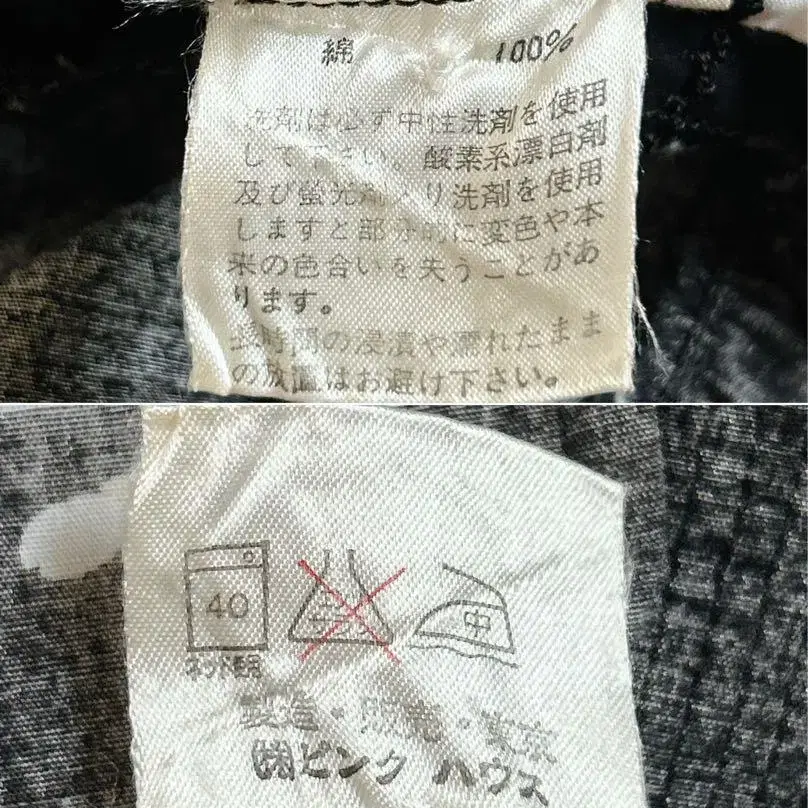 綿 100%
洗剤は必ず中性洗剤を使用
して下さい。酸素系漂白剤
及び螢光剤入り洗剤を使用
しますと部分的に変色や本
来の色合いを失うことがあ
ります。
長時間の浸漬や濡れたまま
の放置はお避け下さい。
40
中
ネット使用
製造・販売・東京
㈱ピンク ハウス